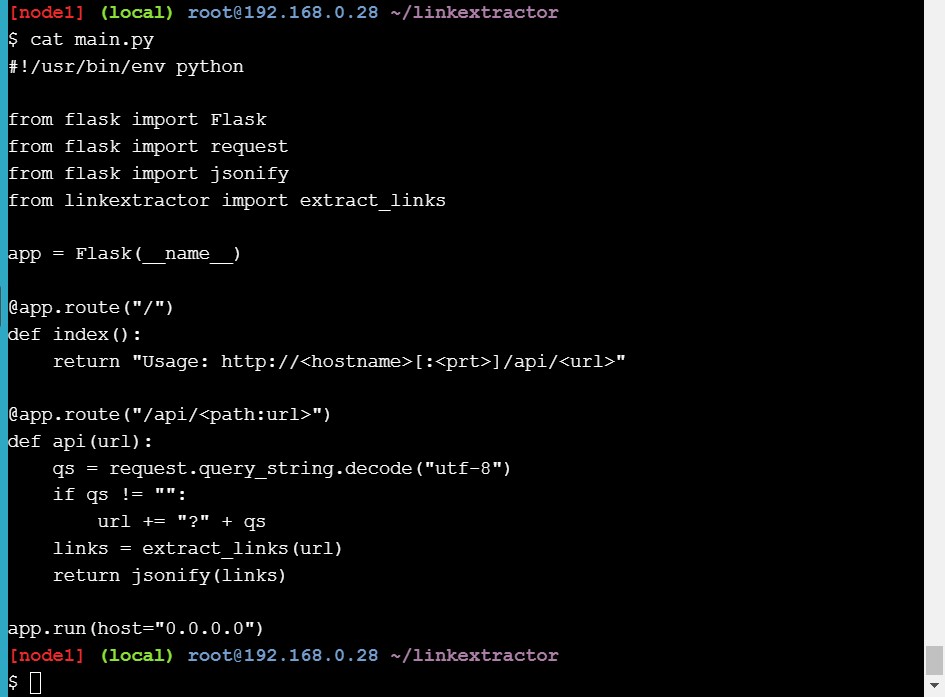 [node1] (local) root@192.168.0.28 ~/linkextractor
$ cat main.py
#!/usr/bin/env python

from flask import Flask
from flask import request
from flask import jsonify
from linkextractor import extract_links

app = Flask(__name__)

@app.route("/")
def index():
    return "Usage: http://<hostname>[:<prt>]/api/<url>"

@app.route("/api/<path:url>")
def api(url):
    qs = request.query_string.decode("utf-8")
    if qs != "":
        url += "?" + qs
    links = extract_links(url)
    return jsonify(links)

app.run(host="0.0.0.0")
[node1] (local) root@192.168.0.28 ~/linkextractor
$